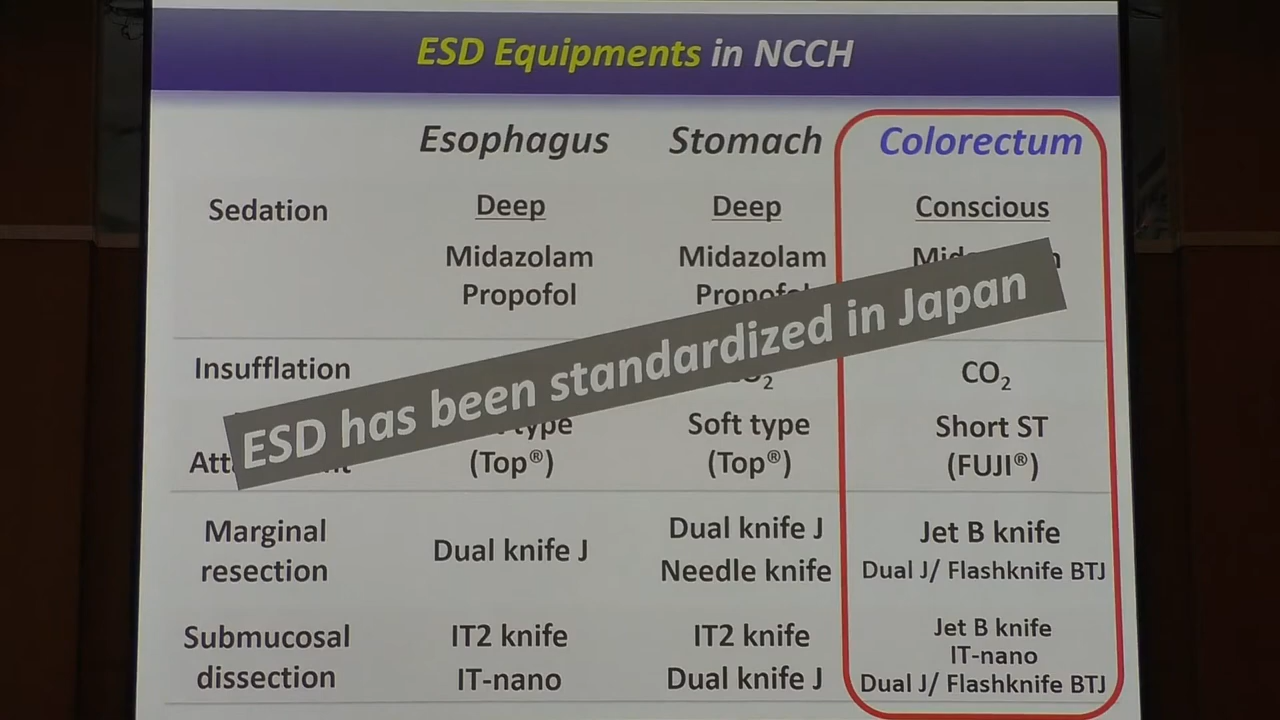 ESD Equipments in NCCH
Esophagus Stomach Colorectum
Sedation Deep Deep Conscious
Midazolam Midazolam
Propofol
ESD has been standardized in Japan
Insufflation CO₂
type Soft type Short ST
(Top®) (Top®) (FUJI®)
Marginal resection Dual knife J Dual knife J Jet B knife
Needle knife Dual J/ Flashknife BTJ
Submucosal dissection IT2 knife IT2 knife Jet B knife
IT-nano
IT-nano Dual knife J Dual J/ Flashknife BTJ